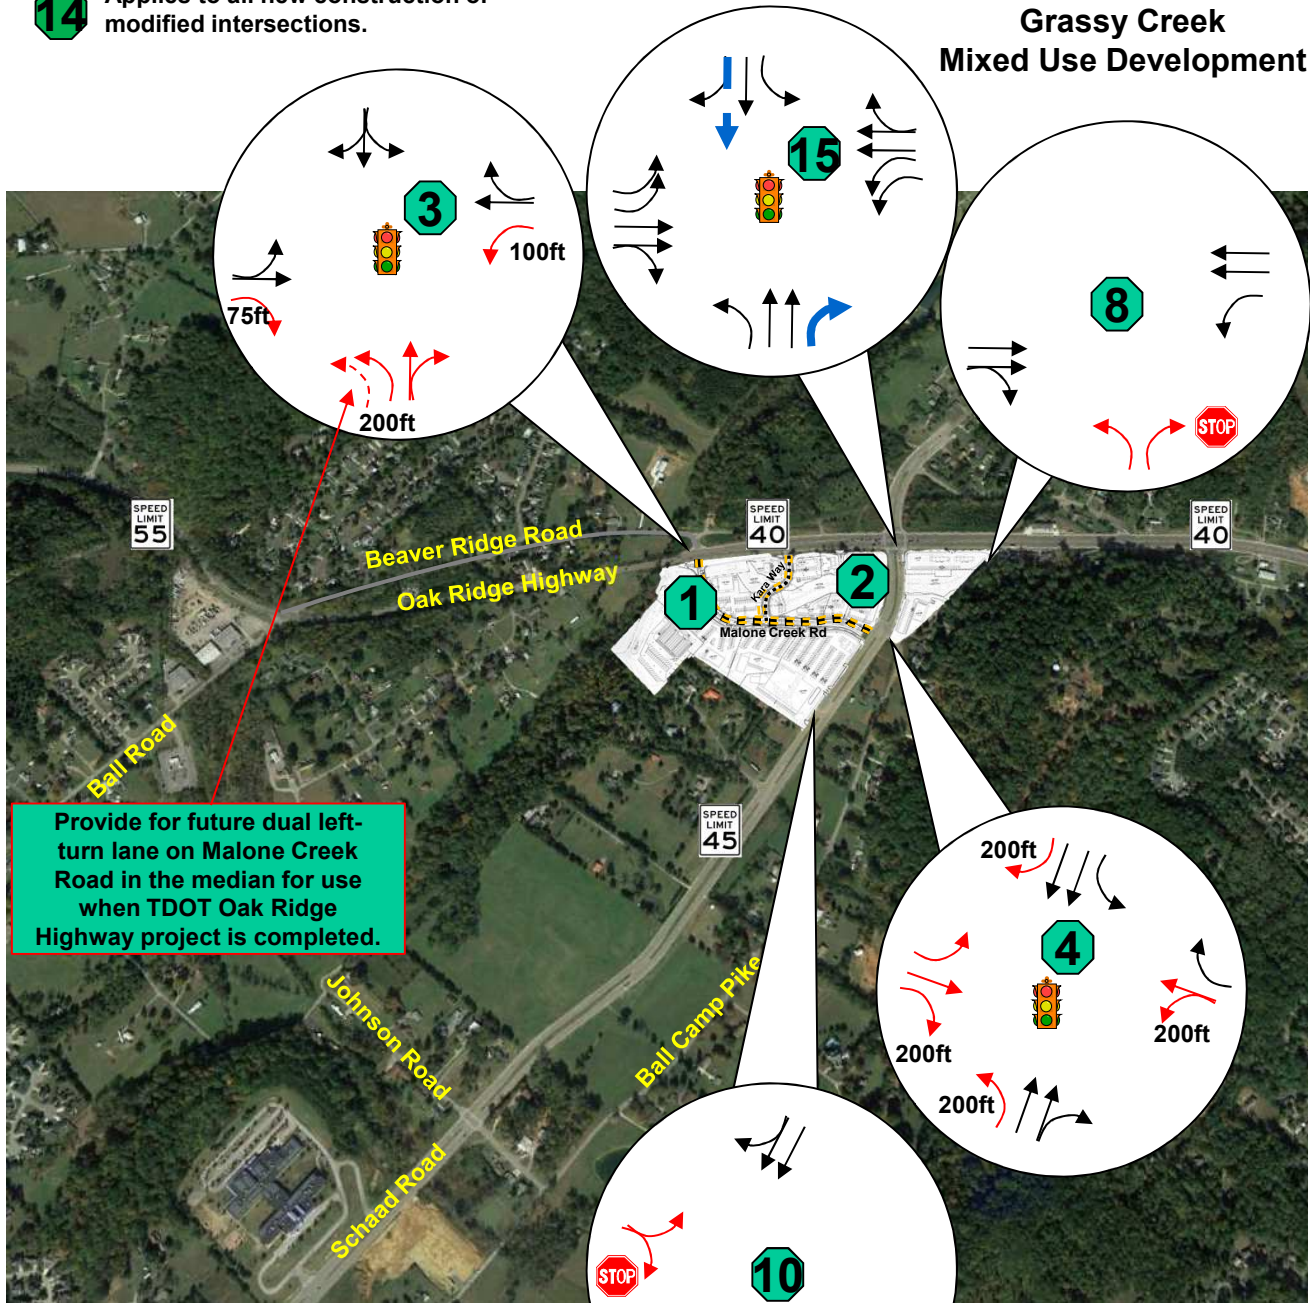 14
Applies to all new construction or
modified intersections.
Grassy Creek
Mixed Use Development
15
3
100ft
75ft
200ft
8
STOP
SPEED
LIMIT
55
SPEED
LIMIT
40
SPEED
LIMIT
40
Beaver Ridge Road
Oak Ridge Highway
1
2
Kara Way
Malone Creek Rd
Ball Road
Provide for future dual left-
turn lane on Malone Creek
Road in the median for use
when TDOT Oak Ridge
Highway project is completed.
SPEED
LIMIT
45
200ft
4
200ft
200ft
200ft
Johnson Road
Ball Camp Pike
Schaad Road
STOP
10